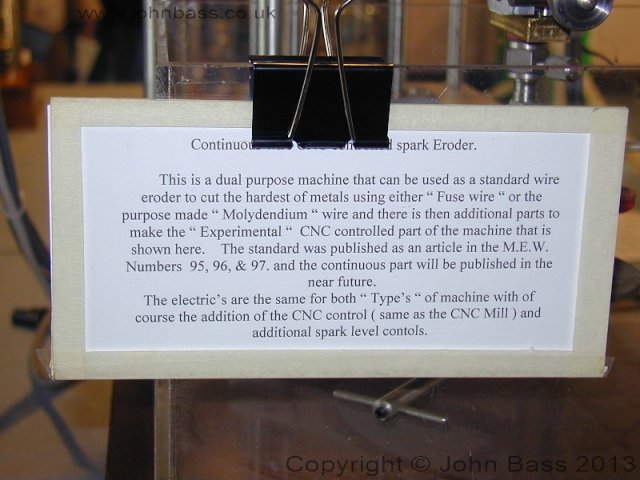 www.johnbass.co.uk
Continuous spark Eroder.
This is a dual purpose machine that can be used as a standard wire
eroder to cut the hardest of metals using either “ Fuse wire “ or the
purpose made “ Molydendium “ wire and there is then additional parts to
make the “ Experimental “ CNC controlled part of the machine that is
shown here. The standard was published as an article in the M.E.W.
Numbers 95, 96, & 97. and the continuous part will be published in the
near future.
The electric's are the same for both “ Type's “ of machine with of
course the addition of the CNC control ( same as the CNC Mill ) and
additional spark level contols.
Copyright © John Bass 2013